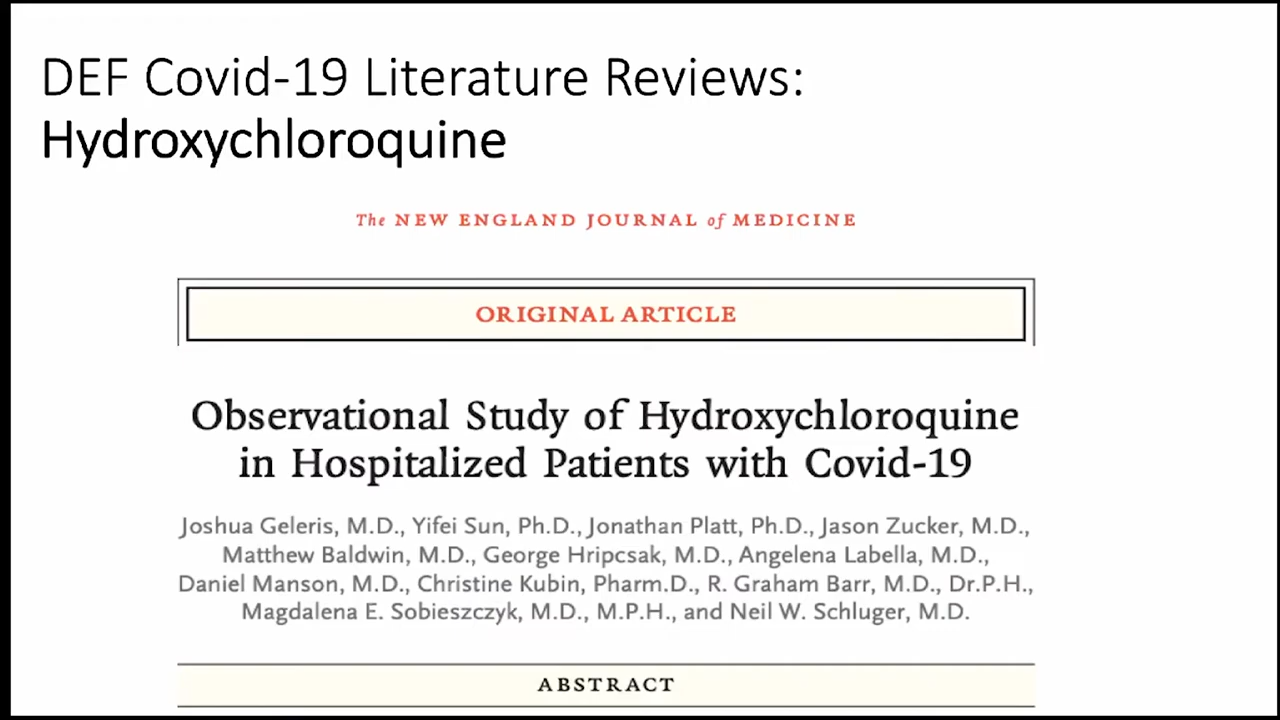 DEF Covid-19 Literature Reviews:
Hydroxychloroquine
The NEW ENGLAND JOURNAL of MEDICINE
ORIGINAL ARTICLE
Observational Study of Hydroxychloroquine
in Hospitalized Patients with Covid-19
Joshua Geleris, M.D., Yifei Sun, Ph.D., Jonathan Platt, Ph.D., Jason Zucker, M.D.,
Matthew Baldwin, M.D., George Hripcsak, M.D., Angelena Labella, M.D.,
Daniel Manson, M.D., Christine Kubin, Pharm.D., R. Graham Barr, M.D., Dr.P.H.,
Magdalena E. Sobieszczyk, M.D., M.P.H., and Neil W. Schluger, M.D.
ABSTRACT